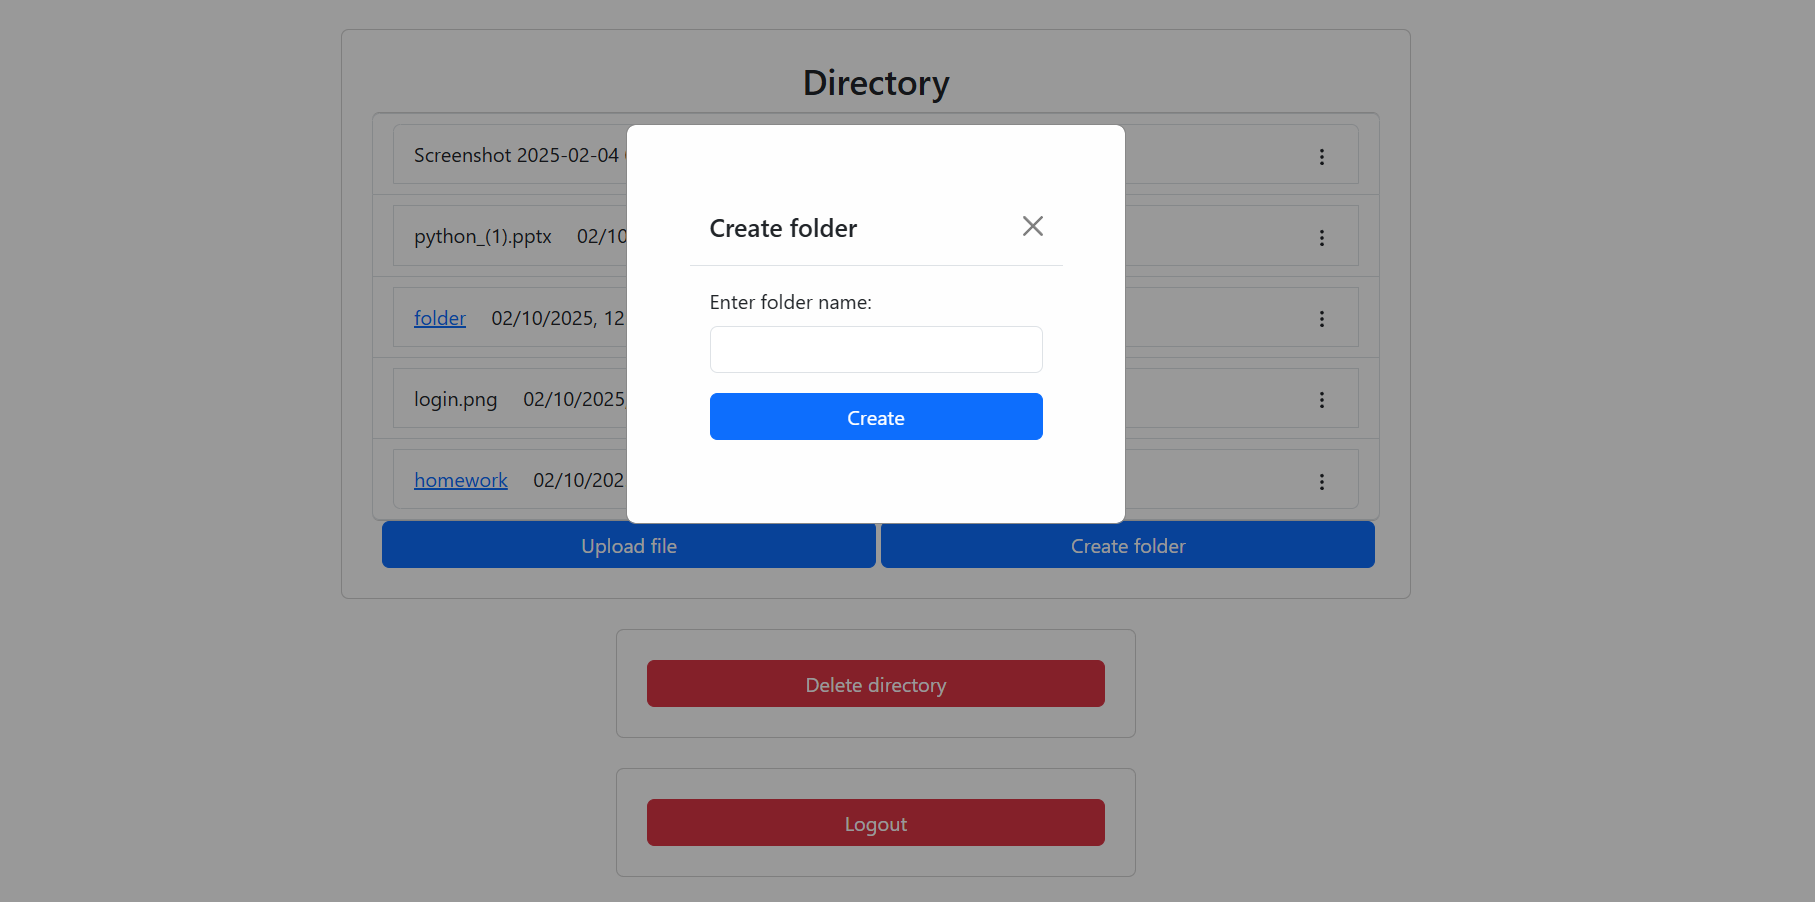 Directory
Screenshot 2025-02-04
python_(1).pptx 02/10
Create folder
Enter folder name:
folder 02/10/2025, 12
login.png 02/10/2025,
Create
homework 02/10/202
Upload file Create folder
Delete directory
Logout